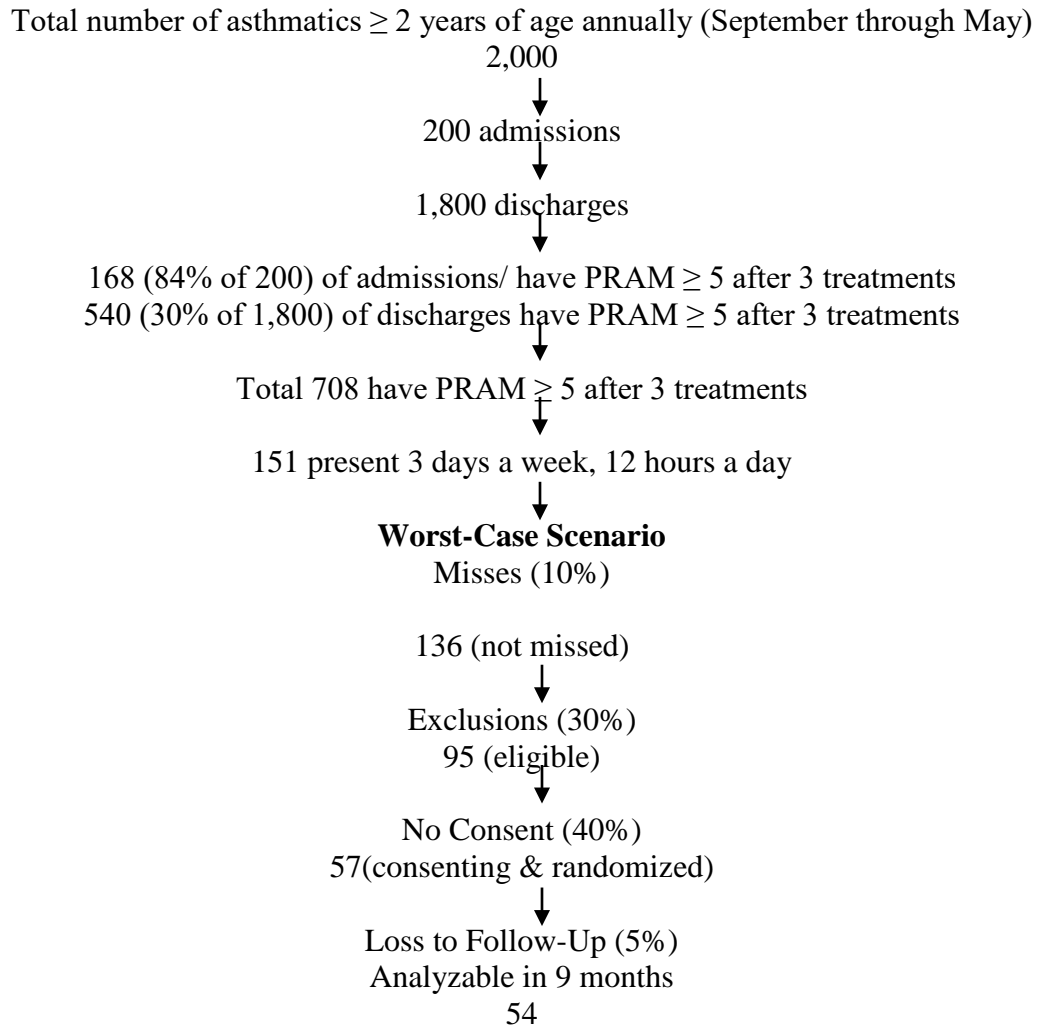 Total number of asthmatics ≥ 2 years of age annually (September through May)
2,000
200 admissions
1,800 discharges
168 (84% of 200) of admissions/ have PRAM ≥ 5 after 3 treatments
540 (30% of 1,800) of discharges have PRAM ≥ 5 after 3 treatments
Total 708 have PRAM ≥ 5 after 3 treatments
151 present 3 days a week, 12 hours a day
Worst-Case Scenario
Misses (10%)
136 (not missed)
Exclusions (30%)
95 (eligible)
No Consent (40%)
57(consenting & randomized)
Loss to Follow-Up (5%)
Analyzable in 9 months
54